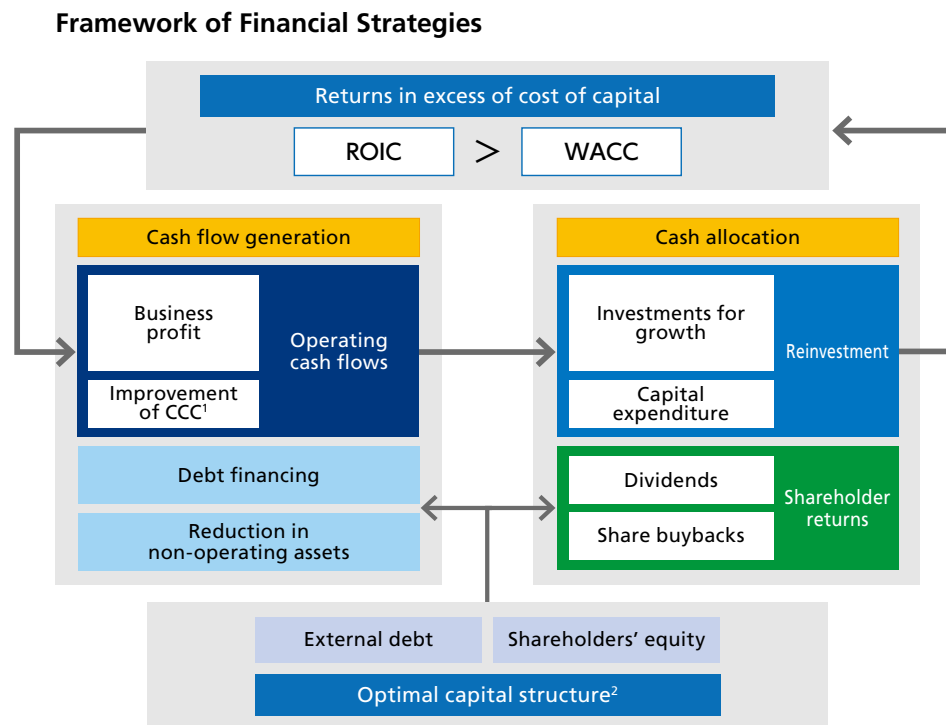 Framework of Financial Strategies
Returns in excess of cost of capital
ROIC > WACC
Cash flow generation
Business
profit
Improvement
of CCC¹
Operating
cash flows
Debt financing
Reduction in
non-operating assets
Cash allocation
Investments for
growth
Capital
expenditure
Reinvestment
Dividends
Share buybacks
Shareholder
returns
External debt
Shareholders’ equity
Optimal capital structure²